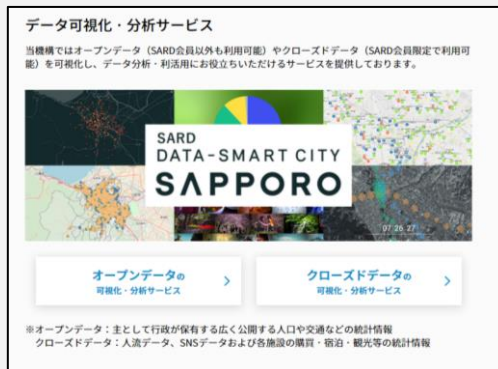 データ可視化・分析サービス
当機構ではオープンデータ（SARD会員以外も利用可能）やクローズドデータ（SARD会員限定で利用可
能）を可視化し、データ分析・利活用にお役立ちいただけるサービスを提供しております。
SARD
DATA-SMART CITY
SAPPORO
07 26 27
オープンデータの
可視化・分析サービス
クローズドデータの
可視化・分析サービス
※オープンデータ：主として行政が保有する広く公開する人口や交通などの統計情報
クローズドデータ：人流データ、SNSデータおよび各施設の購買・宿泊・観光等の統計情報